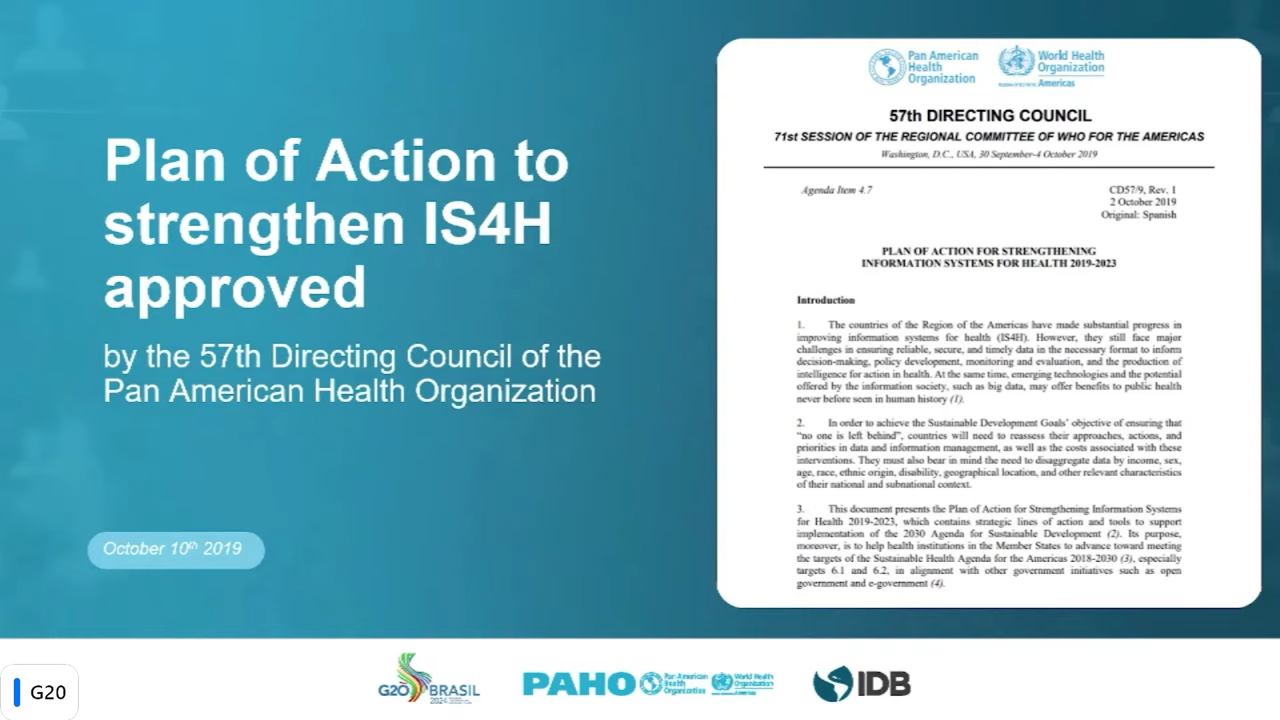 Plan of Action to
strengthen IS4H
approved
by the 57th Directing Council of the
Pan American Health Organization
October 10th 2019
Pan American
Health
Organization
World Health
Organization
Americas
57th DIRECTING COUNCIL
71st SESSION OF THE REGIONAL COMMITTEE OF WHO FOR THE AMERICAS
Washington, D.C., USA, 30 September-4 October 2019
Agenda Item 4.7
CD57/9, Rev. 1
2 October 2019
Original: Spanish
PLAN OF ACTION FOR STRENGTHENING
INFORMATION SYSTEMS FOR HEALTH 2019-2023
Introduction
1. The countries of the Region of the Americas have made substantial progress in
improving information systems for health (IS4H). However, they still face major
challenges in ensuring reliable, secure, and timely data in the necessary format to inform
decision-making, policy development, monitoring and evaluation, and the production of
intelligence for action in health. At the same time, emerging technologies and the potential
offered by the information society, such as big data, may offer benefits to public health
never before seen in human history (1).
2. In order to achieve the Sustainable Development Goals' objective of ensuring that
“no one is left behind”, countries will need to reassess their approaches, actions, and
priorities in data and information management, as well as the costs associated with these
interventions. They must also bear in mind the need to disaggregate data by income, sex,
age, race, ethnic origin, disability, geographical location, and other relevant characteristics
of their national and subnational context.
3. This document presents the Plan of Action for Strengthening Information Systems
for Health 2019-2023, which contains strategic lines of action and tools to support
implementation of the 2030 Agenda for Sustainable Development (2). Its purpose,
moreover, is to help health institutions in the Member States to advance toward meeting
the targets of the Sustainable Health Agenda for the Americas 2018-2030 (3), especially
targets 6.1 and 6.2, in alignment with other government initiatives such as open
government and e-government (4).
G20
G20 BRASIL
2024
PAHO
Pan American
Health
Organization
World Health
Organization
Americas
IDB